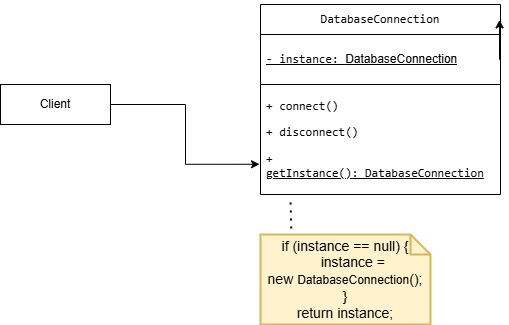 DatabaseConnection
- instance: DatabaseConnection
Client
+ connect()
+ disconnect()
+
getInstance(): DatabaseConnection
if (instance == null) {
instance =
new DatabaseConnection();
}
return instance;